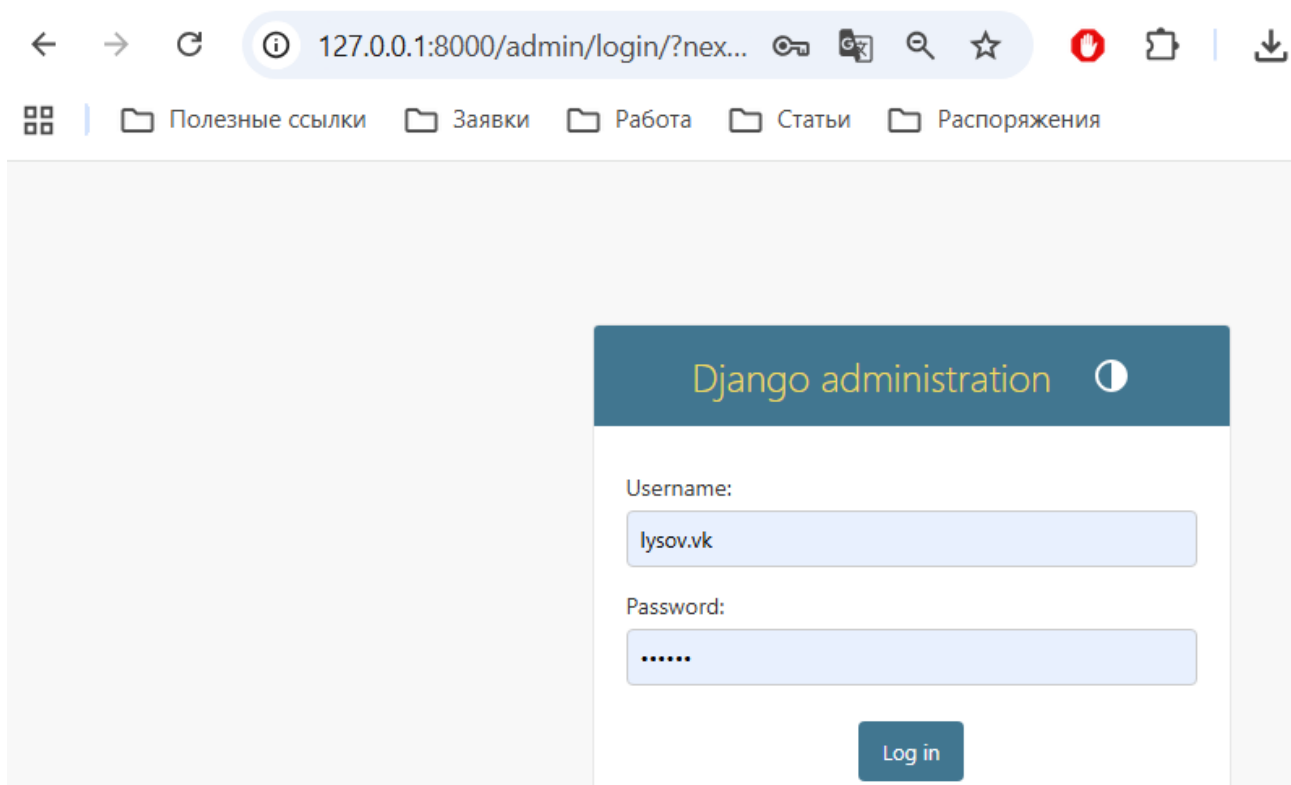 127.0.0.1:8000/admin/login/?nex...
Полезные ссылки Заявки Работа Статьи Распоряжения
Django administration
Username:
lysov.vk
Password:
••••••
Log in